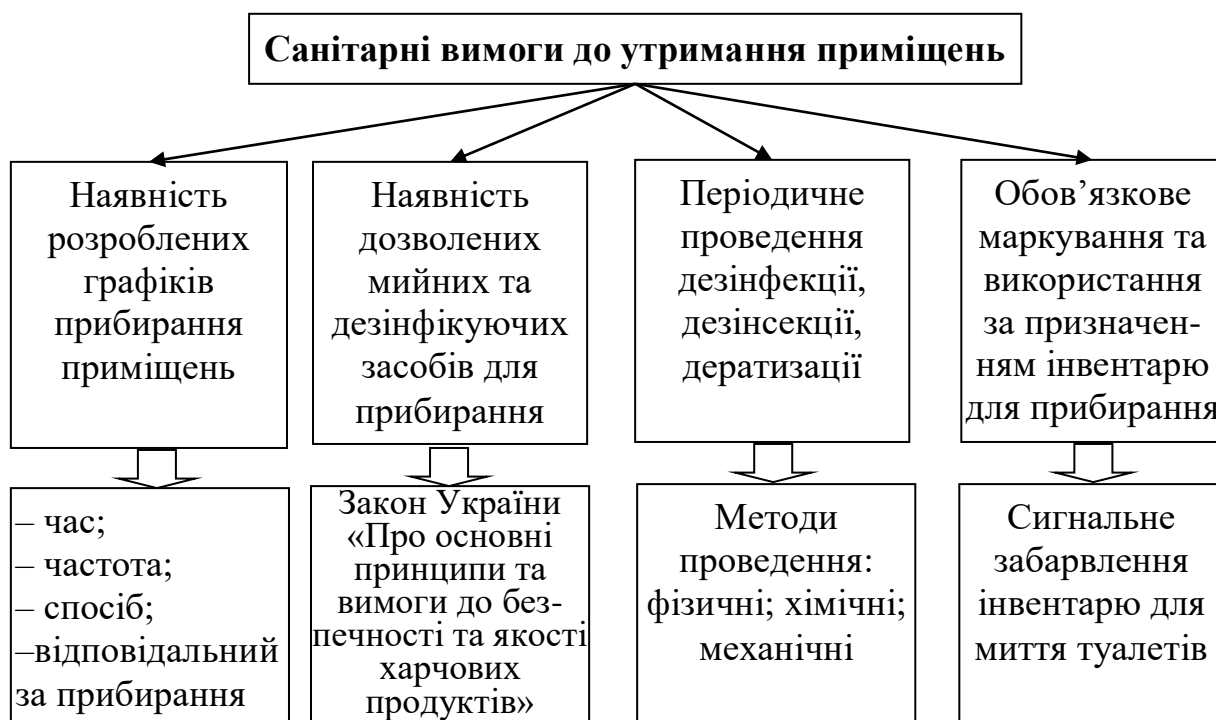 Санітарні вимоги до утримання приміщень
Наявність
розроблених
графіків
прибирання
приміщень
Наявність
дозволених
мийних та
дезінфікуючих
засобів для
прибирання
Періодичне
проведення
дезінфекції,
дезінсекції,
дератизації
Обов’язкове
маркування та
використання
за призначен-
ням інвентарю
для прибирання
– час;
– частота;
– спосіб;
–відповідальний
за прибирання
Закон України
«Про основні
принципи та
вимоги до без-
печності та якості
харчових
продуктів»
Методи
проведення:
фізичні; хімічні;
механічні
Сигнальне
забарвлення
інвентарю для
миття туалетів